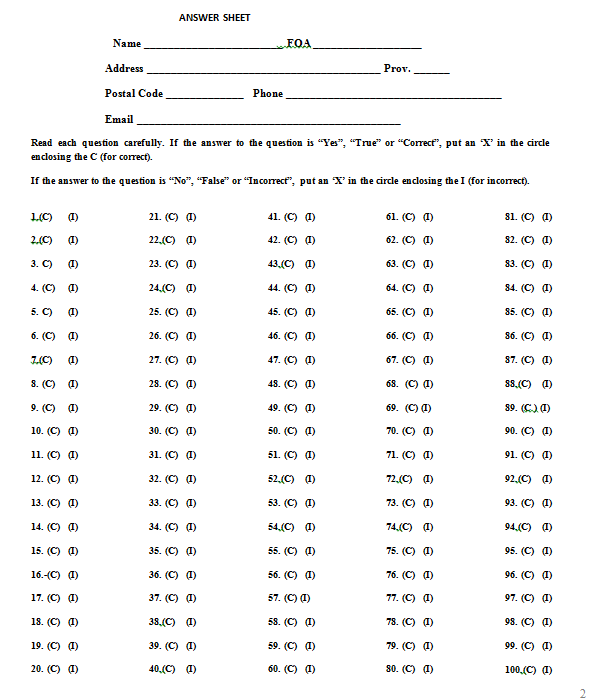 ANSWER SHEET
Name ________________________ FOA___________________
Address ________________________________________ Prov. ______
Postal Code _____________ Phone _____________________________________
Email _____________________________________________
Read each question carefully. If the answer to the question is “Yes”, “True” or “Correct”, put an ‘X’ in the circle
enclosing the C (for correct).
If the answer to the question is “No”, “False” or “Incorrect”, put an ‘X’ in the circle enclosing the I (for incorrect).
1.(C) (I) 21. (C) (I) 41. (C) (I) 61. (C) (I) 81. (C) (I)
2.(C) (I) 22.(C) (I) 42. (C) (I) 62. (C) (I) 82. (C) (I)
3. C) (I) 23. (C) (I) 43.(C) (I) 63. (C) (I) 83. (C) (I)
4. (C) (I) 24.(C) (I) 44. (C) (I) 64. (C) (I) 84. (C) (I)
5. C) (I) 25. (C) (I) 45. (C) (I) 65. (C) (I) 85. (C) (I)
6. (C) (I) 26. (C) (I) 46. (C) (I) 66. (C) (I) 86. (C) (I)
7.(C) (I) 27. (C) (I) 47. (C) (I) 67. (C) (I) 87. (C) (I)
8. (C) (I) 28. (C) (I) 48. (C) (I) 68. (C) (I) 88.(C) (I)
9. (C) (I) 29. (C) (I) 49. (C) (I) 69. (C) (I) 89. (C.) (I)
10. (C) (I) 30. (C) (I) 50. (C) (I) 70. (C) (I) 90. (C) (I)
11. (C) (I) 31. (C) (I) 51. (C) (I) 71. (C) (I) 91. (C) (I)
12. (C) (I) 32. (C) (I) 52.(C) (I) 72.(C) (I) 92.(C) (I)
13. (C) (I) 33. (C) (I) 53. (C) (I) 73. (C) (I) 93. (C) (I)
14. (C) (I) 34. (C) (I) 54.(C) (I) 74.(C) (I) 94.(C) (I)
15. (C) (I) 35. (C) (I) 55. (C) (I) 75. (C) (I) 95. (C) (I)
16.-(C) (I) 36. (C) (I) 56. (C) (I) 76. (C) (I) 96. (C) (I)
17. (C) (I) 37. (C) (I) 57. (C) (I) 77. (C) (I) 97. (C) (I)
18. (C) (I) 38.(C) (I) 58. (C) (I) 78. (C) (I) 98. (C) (I)
19. (C) (I) 39. (C) (I) 59. (C) (I) 79. (C) (I) 99. (C) (I)
20. (C) (I) 40.(C) (I) 60. (C) (I) 80. (C) (I) 100.(C) (I)
2